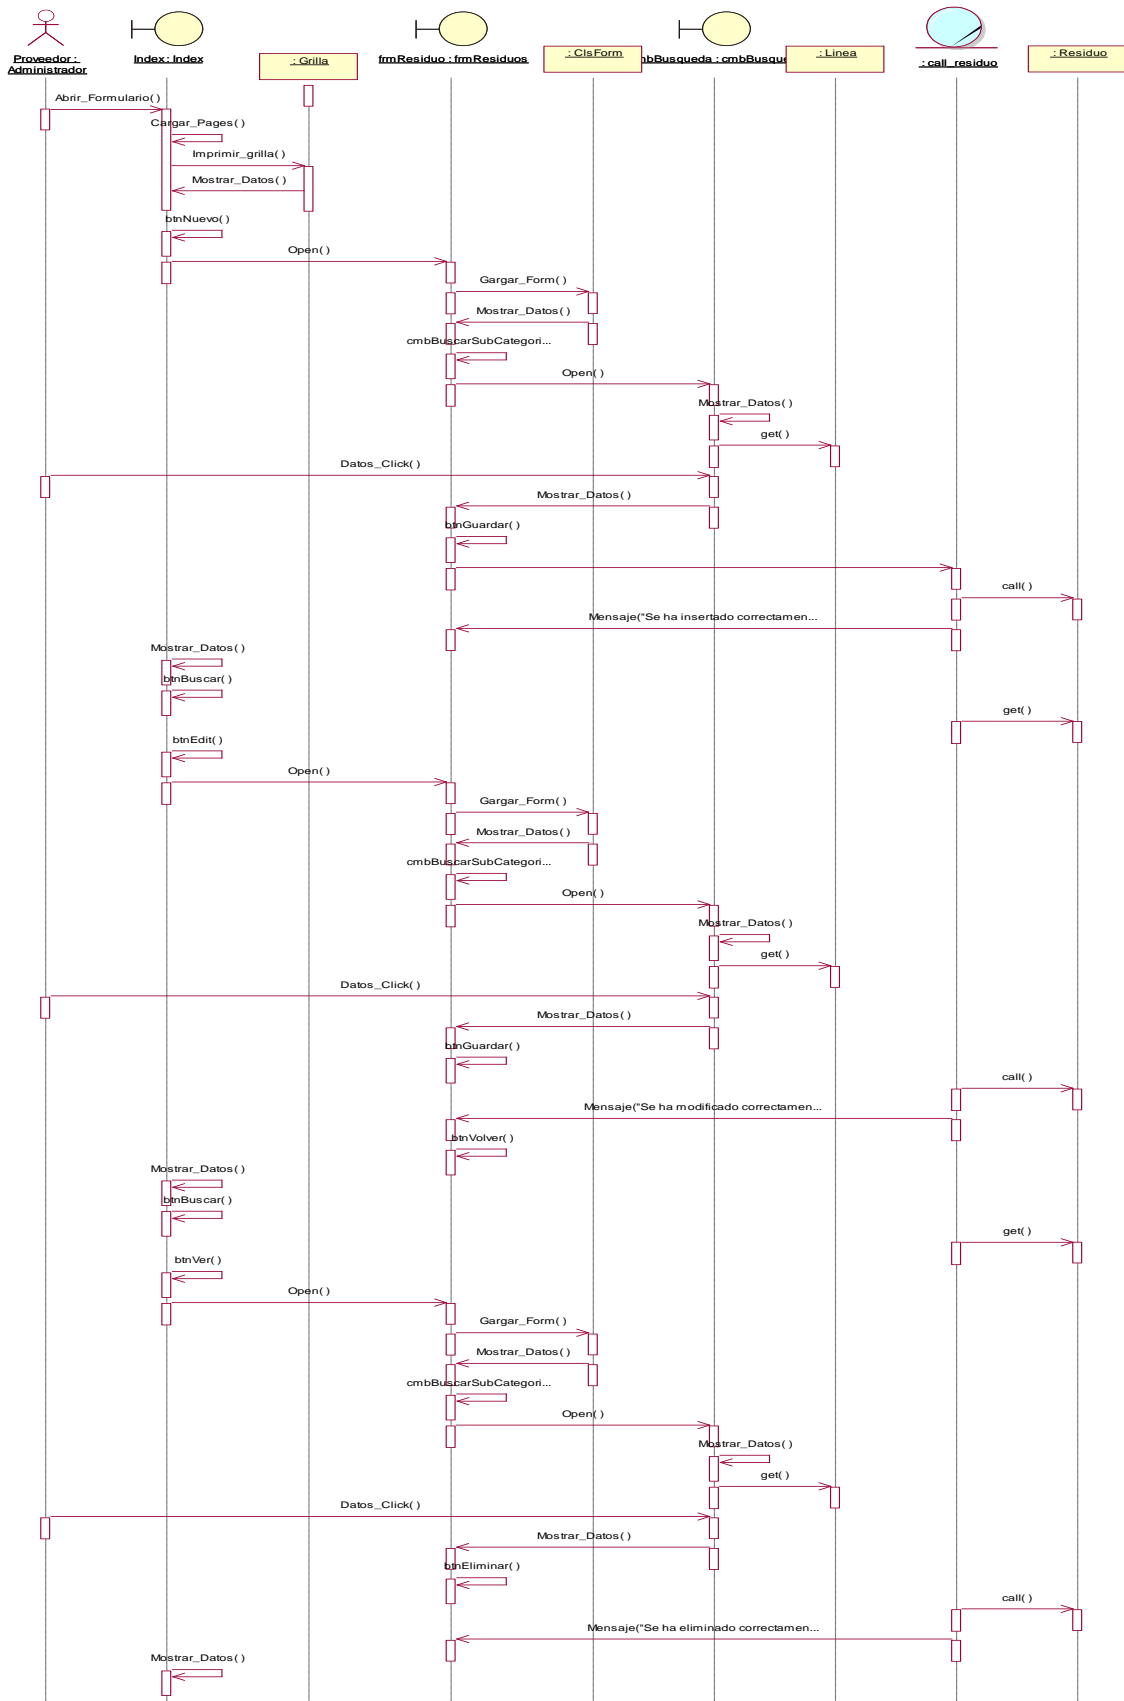 Proveedor :
Administrador
Index : Index
: Grilla
frmResiduo : frmResiduos
: ClsForm
mbBusqueda : cmbBusqu
: Linea
: call_residuo
: Residuo
Abrir_Formulario( )
Cargar_Pages( )
Imprimir_grilla( )
Mostrar_Datos( )
btnNuevo( )
Open( )
Gargar_Form( )
Mostrar_Datos( )
cmbBuscarSubCategori...
Open( )
Mostrar_Datos( )
get( )
Datos_Click( )
Mostrar_Datos( )
btnGuardar( )
call( )
Mensaje("Se ha insertado correctamen...
Mostrar_Datos( )
btnBuscar( )
get( )
btnEdit( )
Open( )
Gargar_Form( )
Mostrar_Datos( )
cmbBuscarSubCategori...
Open( )
Mostrar_Datos( )
get( )
Datos_Click( )
Mostrar_Datos( )
btnGuardar( )
call( )
Mensaje("Se ha modificado correctamen...
btnVolver( )
Mostrar_Datos( )
btnBuscar( )
get( )
btnVer( )
Open( )
Gargar_Form( )
Mostrar_Datos( )
cmbBuscarSubCategori...
Open( )
Mostrar_Datos( )
get( )
Datos_Click( )
Mostrar_Datos( )
btnEliminar( )
call( )
Mensaje("Se ha eliminado correctamen...
Mostrar_Datos( )